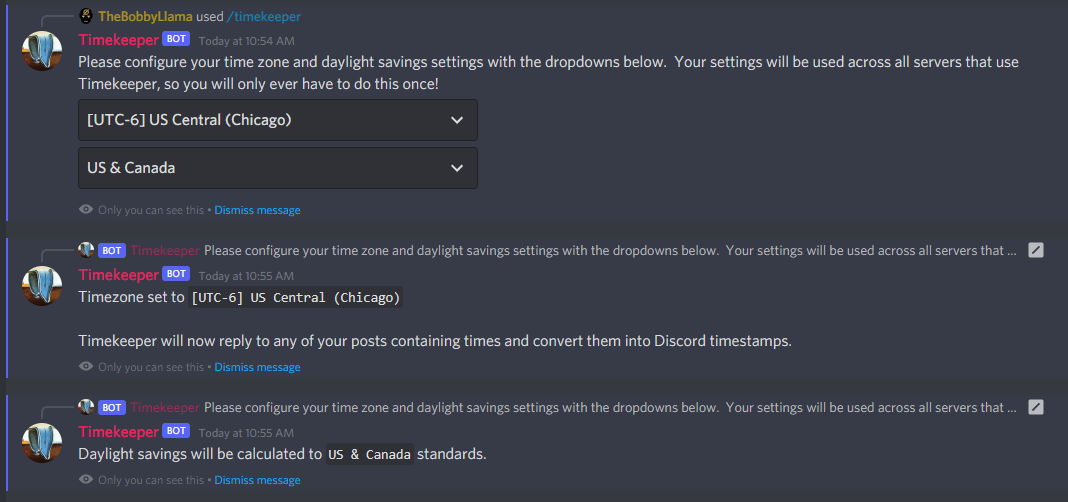 TheBobbyLlama used /timekeeper
Timekeeper BOT Today at 10:54 AM
Please configure your time zone and daylight savings settings with the dropdowns below.  Your settings will be used across all servers that use
Timekeeper, so you will only ever have to do this once!
[UTC-6] US Central (Chicago)
US & Canada
Only you can see this • Dismiss message
BOT Timekeeper Please configure your time zone and daylight savings settings with the dropdowns below.  Your settings will be used across all servers that ...
Timekeeper BOT Today at 10:55 AM
Timezone set to [UTC-6] US Central (Chicago)
Timekeeper will now reply to any of your posts containing times and convert them into Discord timestamps.
Only you can see this • Dismiss message
BOT Timekeeper Please configure your time zone and daylight savings settings with the dropdowns below.  Your settings will be used across all servers that ...
Timekeeper BOT Today at 10:55 AM
Daylight savings will be calculated to US & Canada standards.
Only you can see this • Dismiss message